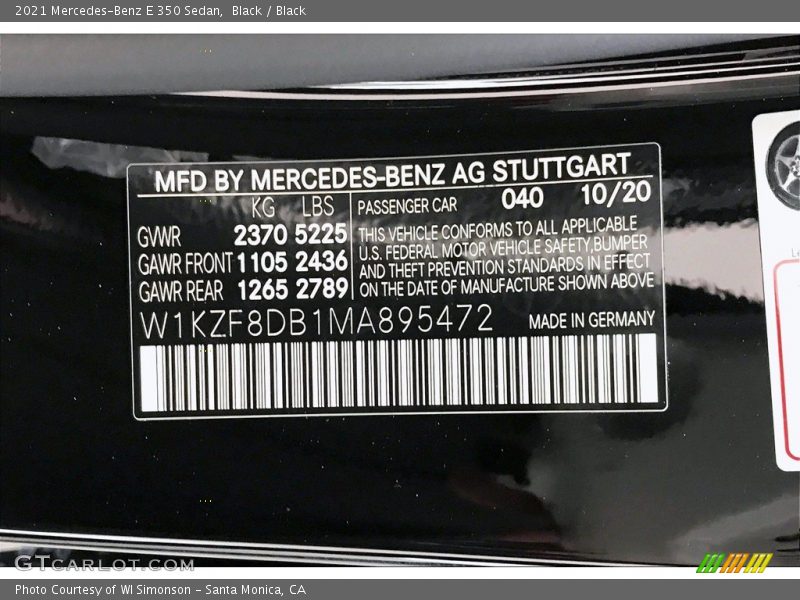 2021 Mercedes-Benz E 350 Sedan, Black / Black
MFD BY MERCEDES-BENZ AG STUTTGART
KG LBS
GVWR 2370 5225
GAWR FRONT 1105 2436
GAWR REAR 1265 2789
PASSENGER CAR 040 10/20
THIS VEHICLE CONFORMS TO ALL APPLICABLE
U.S. FEDERAL MOTOR VEHICLE SAFETY,BUMPER
AND THEFT PREVENTION STANDARDS IN EFFECT
ON THE DATE OF MANUFACTURE SHOWN ABOVE
W1KZF8DB1MA895472 MADE IN GERMANY
GTCARLOT.COM
Photo Courtesy of WI Simonson - Santa Monica, CA